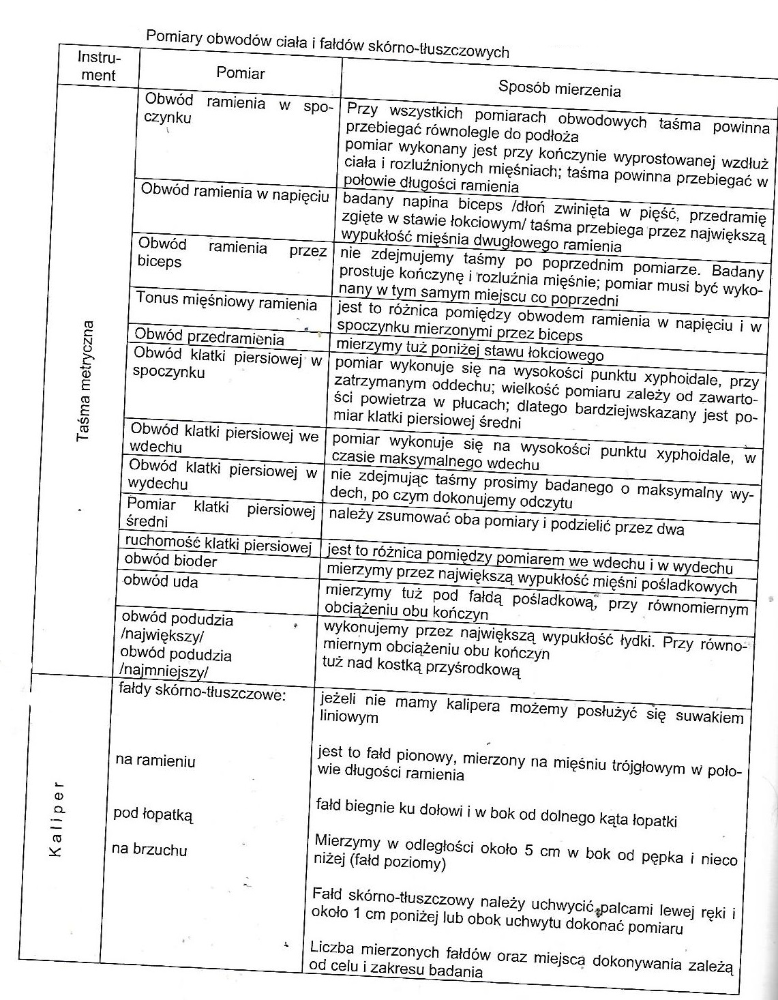 Pomiary obwodów ciała i fałdów skórno-tłuszczowych
Instru-
ment
Pomiar
Sposób mierzenia
Taśma metryczna
Obwód ramienia w spo-
czynku
Przy wszystkich pomiarach obwodowych taśma powinna
przebiegać równolegle do podłoża
pomiar wykonany jest przy kończynie wyprostowanej wzdłuż
ciała i rozluźnionych mięśniach; taśma powinna przebiegać w
połowie długości ramienia
Obwód ramienia w napięciu
badany napina biceps /dłoń zwinięta w pięść, przedramię
zgięte w stawie łokciowym/ taśma przebiega przez największą
wypukłość mięśnia dwugłowego ramienia
Obwód ramienia przez
biceps
nie zdejmujemy taśmy po poprzednim pomiarze. Badany
prostuje kończynę i rozluźnia mięśnie; pomiar musi być wyko-
nany w tym samym miejscu co poprzedni
Tonus mięśniowy ramienia
jest to różnica pomiędzy obwodem ramienia w napięciu i w
spoczynku mierzonymi przez biceps
Obwód przedramienia
mierzymy tuż poniżej stawu łokciowego
Obwód klatki piersiowej w
spoczynku
pomiar wykonuje się na wysokości punktu xyphoidale, przy
zatrzymanym oddechu; wielkość pomiaru zależy od zawarto-
ści powietrza w płucach; dlatego bardziejwskazany jest po-
miar klatki piersiowej średni
Obwód klatki piersiowej we
wdechu
pomiar wykonuje się na wysokości punktu xyphoidale, w
czasie maksymalnego wdechu
Obwód klatki piersiowej w
wydechu
nie zdejmując taśmy prosimy badanego o maksymalny wy-
dech, po czym dokonujemy odczytu
Pomiar klatki piersiowej
średni
należy zsumować oba pomiary i podzielić przez dwa
ruchomość klatki piersiowej
jest to różnica pomiędzy pomiarem we wdechu i w wydechu
obwód bioder
mierzymy przez największą wypukłość mięśni pośladkowych
obwód uda
mierzymy tuż pod fałdą pośladkową, przy równomiernym
obciążeniu obu kończyn
obwód podudzia
/największy/
obwód podudzia
/najmniejszy/
wykonujemy przez największą wypukłość łydki. Przy równo-
miernym obciążeniu obu kończyn
tuż nad kostką przyśrodkową
Kaliper
fałdy skórno-tłuszczowe:
jeżeli nie mamy kalipera możemy posłużyć się suwakiem
liniowym
na ramieniu
jest to fałd pionowy, mierzony na mięśniu trójgłowym w poło-
wie długości ramienia
pod łopatką
fałd biegnie ku dołowi i w bok od dolnego kąta łopatki
na brzuchu
Mierzymy w odległości około 5 cm w bok od pępka i nieco
niżej (fałd poziomy)
Fałd skórno-tłuszczowy należy uchwycić palcami lewej ręki i
około 1 cm poniżej lub obok uchwytu dokonać pomiaru
Liczba mierzonych fałdów oraz miejsca dokonywania zależą
od celu i zakresu badania